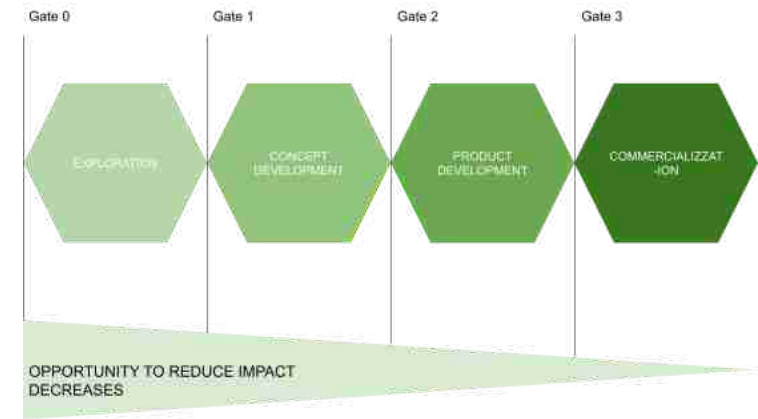 Gate 0
Gate 1
Gate 2
Gate 3
EXPLORATION
CONCEPT
DEVELOPMENT
PRODUCT
DEVELOPMENT
COMMERCIALIZZAT
-ION
OPPORTUNITY TO REDUCE IMPACT
DECREASES